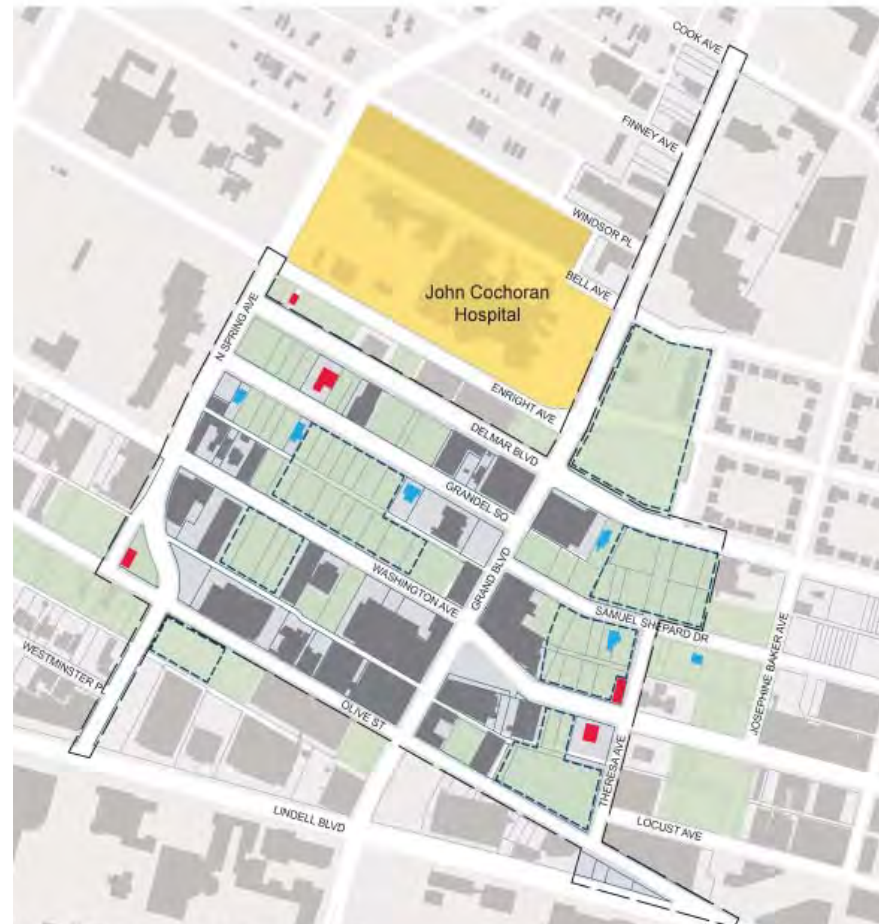 COOK AVE
FINNEY AVE
WINDSOR PL
BELL AVE
John Cochoran
Hospital
N SPRING AVE
ENRIGHT AVE
DELMAR BLVD
GRANDEL SQ
WASHINGTON AVE
GRAND BLVD
SAMUEL SHEPARD DR
JOSEPHINE BAKER AVE
WESTMINSTER PL
OLIVE ST
THERESA AVE
LINDELL BLVD
LOCUST AVE